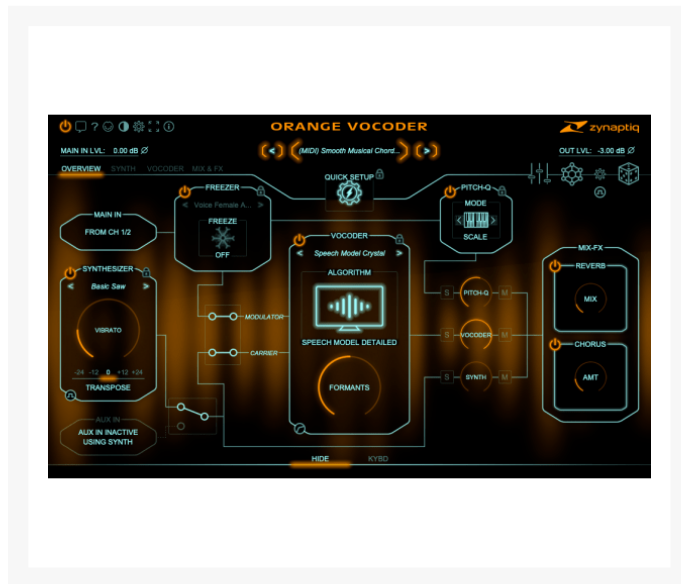 ORANGE VOCODER
zynaptiq
MAIN IN LVL: 0.00 dB Ø
(MIDI) Smooth Musical Chord...
OUT LVL: -3.00 dB Ø
OVERVIEW SYNTH VOCODER MIX & FX
QUICK SETUP
FREEZER
< Voice Female A... >
FREEZE
OFF
PITCH-Q
MODE
SCALE
MAIN IN
FROM CH 1/2
VOCODER
< Speech Model Crystal >
ALGORITHM
SPEECH MODEL DETAILED
FORMANTS
SYNTHESIZER
< Basic Saw >
VIBRATO
-24 -12 0 +12 +24
TRANSPOSE
AUX IN
AUX IN INACTIVE
USING SYNTH
MODULATOR
CARRIER
S PITCH-Q M
S VOCODER M
S SYNTH M
MIX-FX
REVERB
MIX
CHORUS
AMT
HIDE KYBD